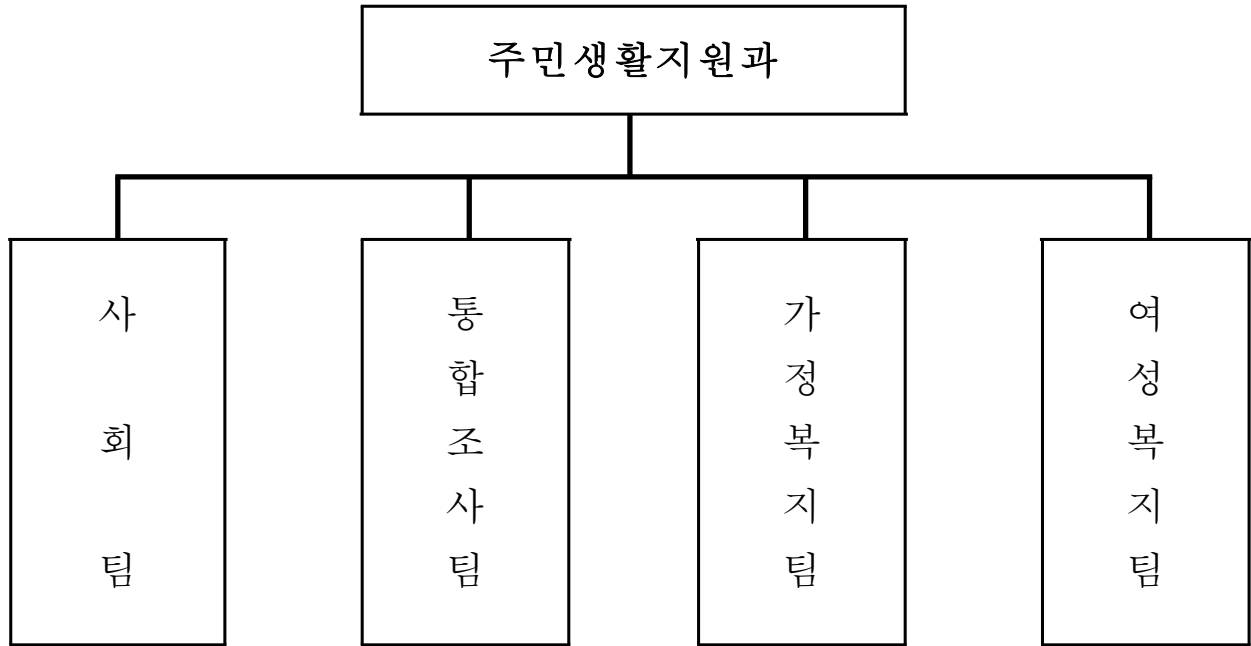 주민생활지원과
사회팀
통합조사팀
가정복지팀
여성복지팀